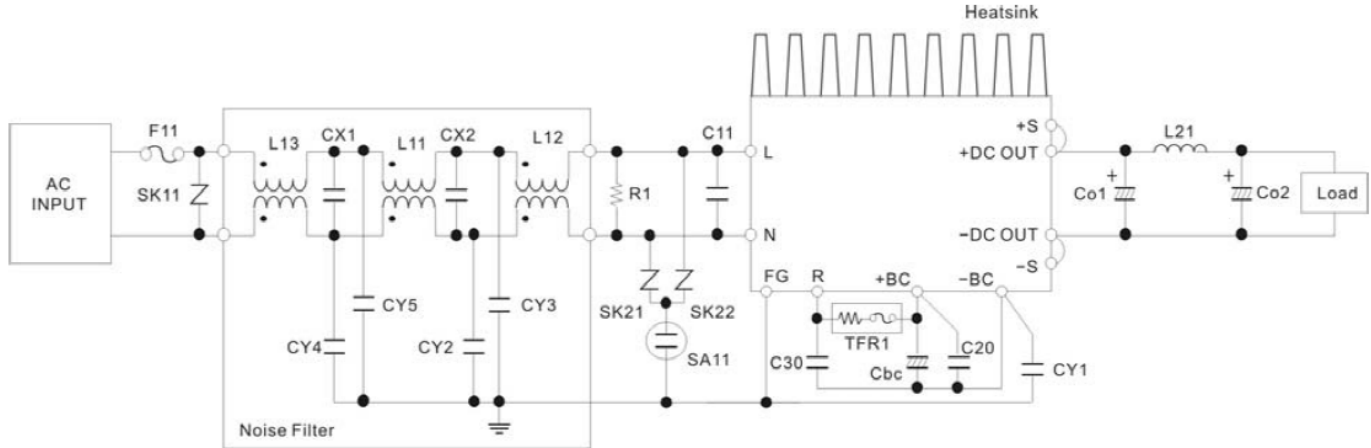 Heatsink
F11
L13
CX1
L11
CX2
L12
C11
+S
L21
L
+DC OUT
AC
INPUT
SK11
R1
+
Co1
+
Co2
Load
N
−DC OUT
−S
FG
R
+BC
−BC
CY5
CY3
SK21
SK22
CY4
CY2
SA11
TFR1
C30
Cbc
C20
CY1
Noise Filter